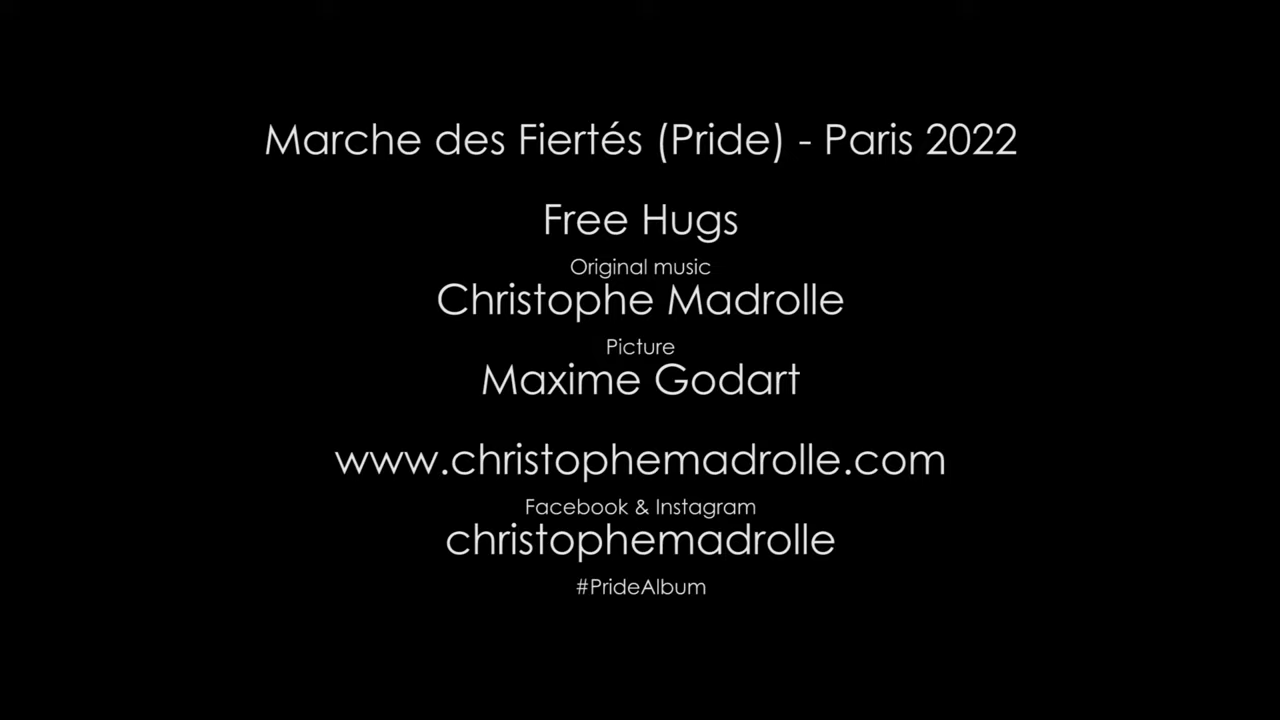 Marche des Fiertés (Pride) - Paris 2022
Free Hugs
Original music
Christophe Madrolle
Picture
Maxime Godart
www.christophemadrolle.com
Facebook & Instagram
christophemadrolle
#PrideAlbum